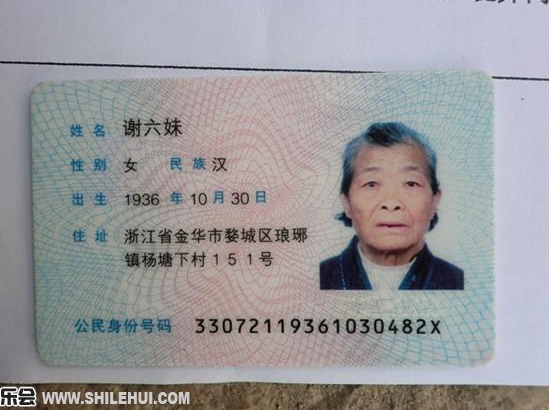 姓名 谢六妹
性别 女 民族 汉
出生 1936 年 10 月 30 日
住址 浙江省金华市婺城区琅琊
镇杨塘下村151号
公民身份号码 33072119361030482X
乐会 WWW.SHILEHUI.COM